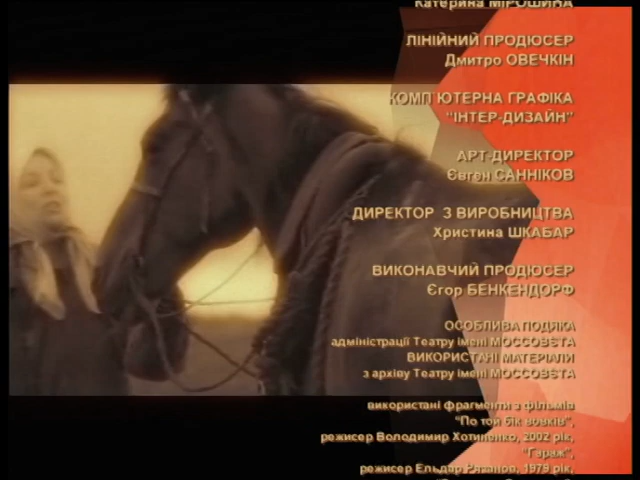 Катерина МІРОШИНА
ЛІНІЙНИЙ ПРОДЮСЕР
Дмитро ОВЕЧКІН
КОМП'ЮТЕРНА ГРАФІКА
"ІНТЕР-ДИЗАЙН"
АРТ-ДИРЕКТОР
Євген САННІКОВ
ДИРЕКТОР З ВИРОБНИЦТВА
Христина ШКАБАР
ВИКОНАВЧИЙ ПРОДЮСЕР
Єгор БЕНКЕНДОРФ
ОСОБЛИВА ПОДЯКА
адміністрації Театру імені МОССОВЄТА
ВИКОРИСТАНІ МАТЕРІАЛИ
з архіву Театру імені МОССОВЄТА
використані фрагменти з фільмів
"По той бік вовків",
режисер Володимир Хотиненко, 2002 рік,
"Гараж",
режисер Ельдар Рязанов, 1979 рік,